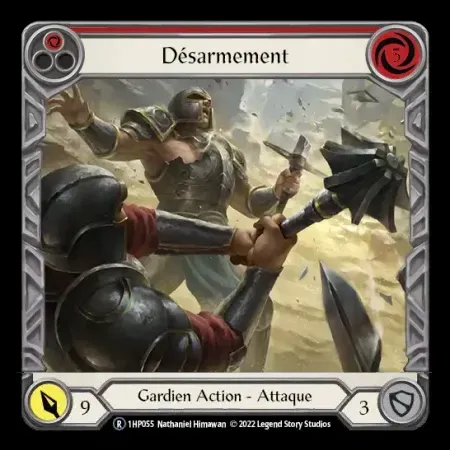 Désarmement
5
9
Gardien Action - Attaque
3
R 1HP055 Nathaniel Himawan © 2022 Legend Story Studios